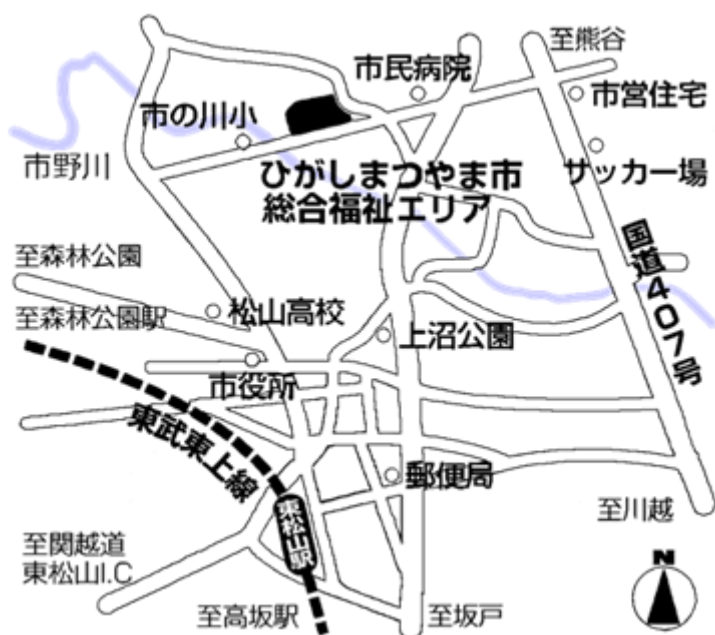 至熊谷
市民病院
市営住宅
市の川小
市野川
サッカー場
ひがしまつやま市
総合福祉エリア
国道407号
至森林公園
松山高校
至森林公園駅
上沼公園
市役所
東武東上線
郵便局
至川越
東松山駅
至関越道
東松山I.C
至高坂駅
至坂戸
N